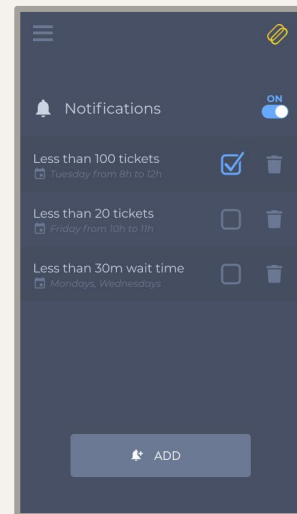 ON
Notifications
Less than 100 tickets
Tuesday from 8h to 12h
Less than 20 tickets
Friday from 10h to 11h
Less than 30m wait time
Mondays, Wednesdays
ADD